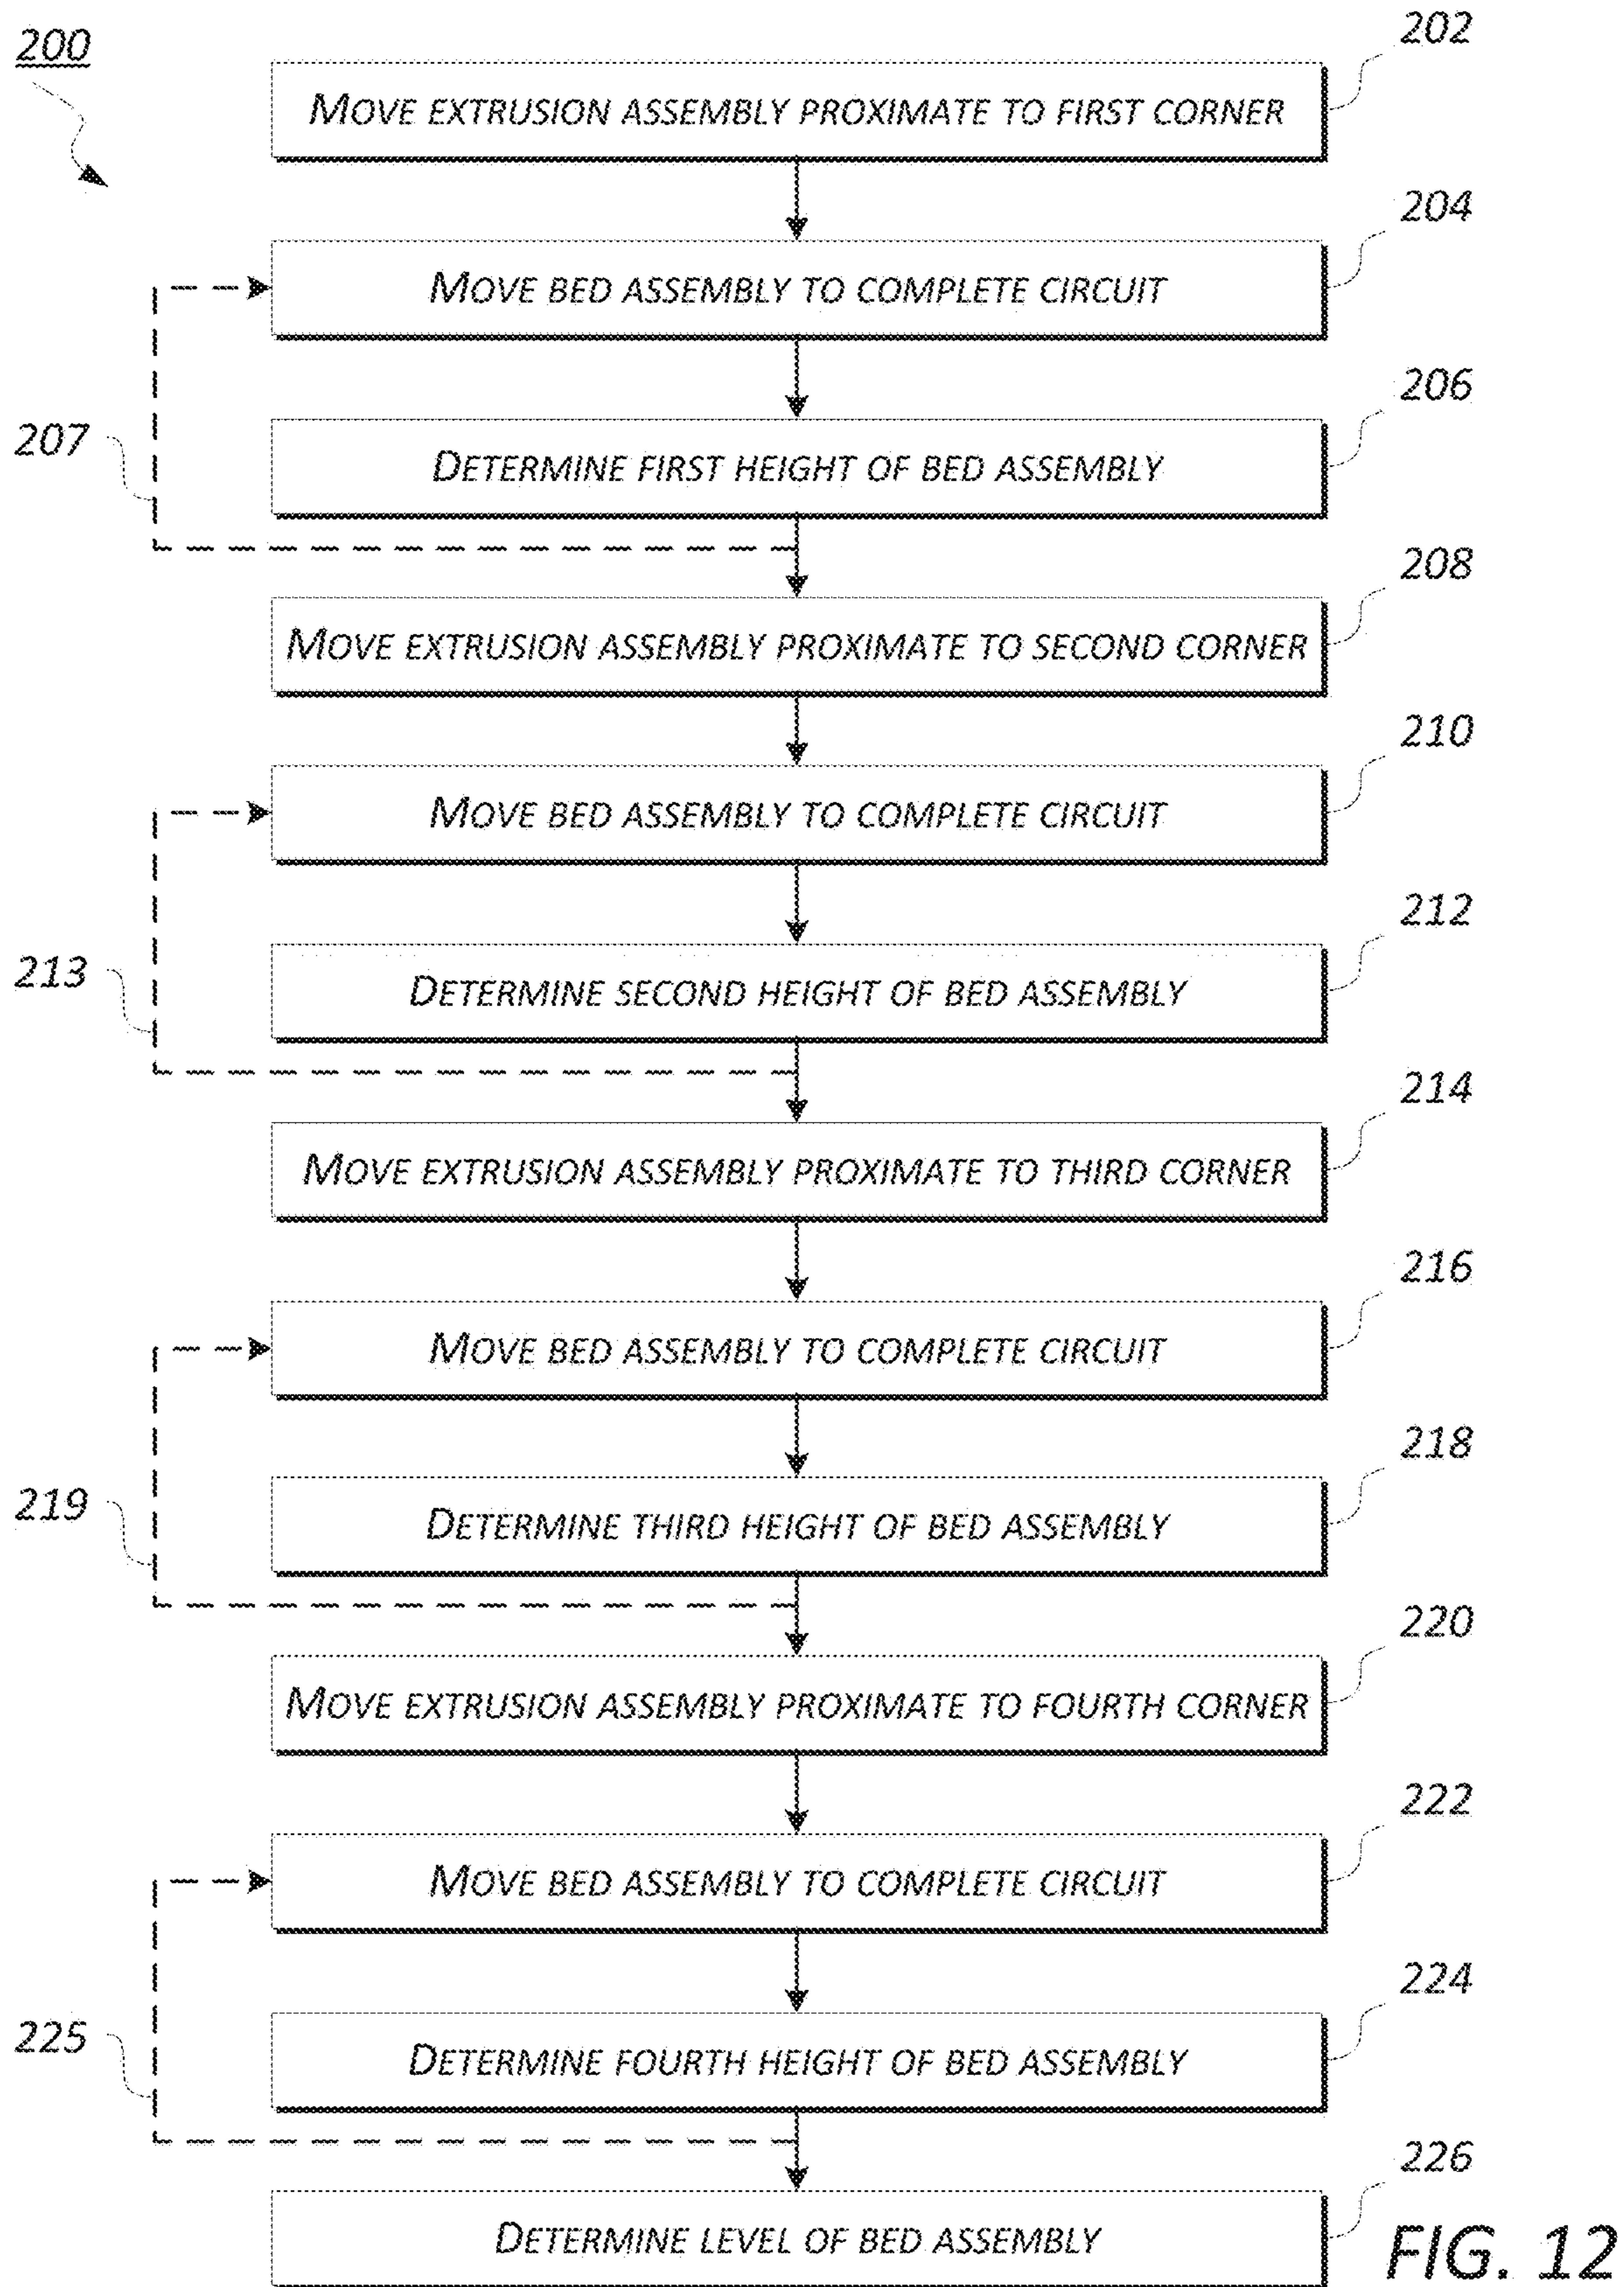 200
202
MOVE EXTRUSION ASSEMBLY PROXIMATE TO FIRST CORNER
204
MOVE BED ASSEMBLY TO COMPLETE CIRCUIT
206
207
DETERMINE FIRST HEIGHT OF BED ASSEMBLY
208
MOVE EXTRUSION ASSEMBLY PROXIMATE TO SECOND CORNER
210
MOVE BED ASSEMBLY TO COMPLETE CIRCUIT
212
213
DETERMINE SECOND HEIGHT OF BED ASSEMBLY
214
MOVE EXTRUSION ASSEMBLY PROXIMATE TO THIRD CORNER
216
MOVE BED ASSEMBLY TO COMPLETE CIRCUIT
218
219
DETERMINE THIRD HEIGHT OF BED ASSEMBLY
220
MOVE EXTRUSION ASSEMBLY PROXIMATE TO FOURTH CORNER
222
MOVE BED ASSEMBLY TO COMPLETE CIRCUIT
224
225
DETERMINE FOURTH HEIGHT OF BED ASSEMBLY
226
DETERMINE LEVEL OF BED ASSEMBLY
FIG. 12